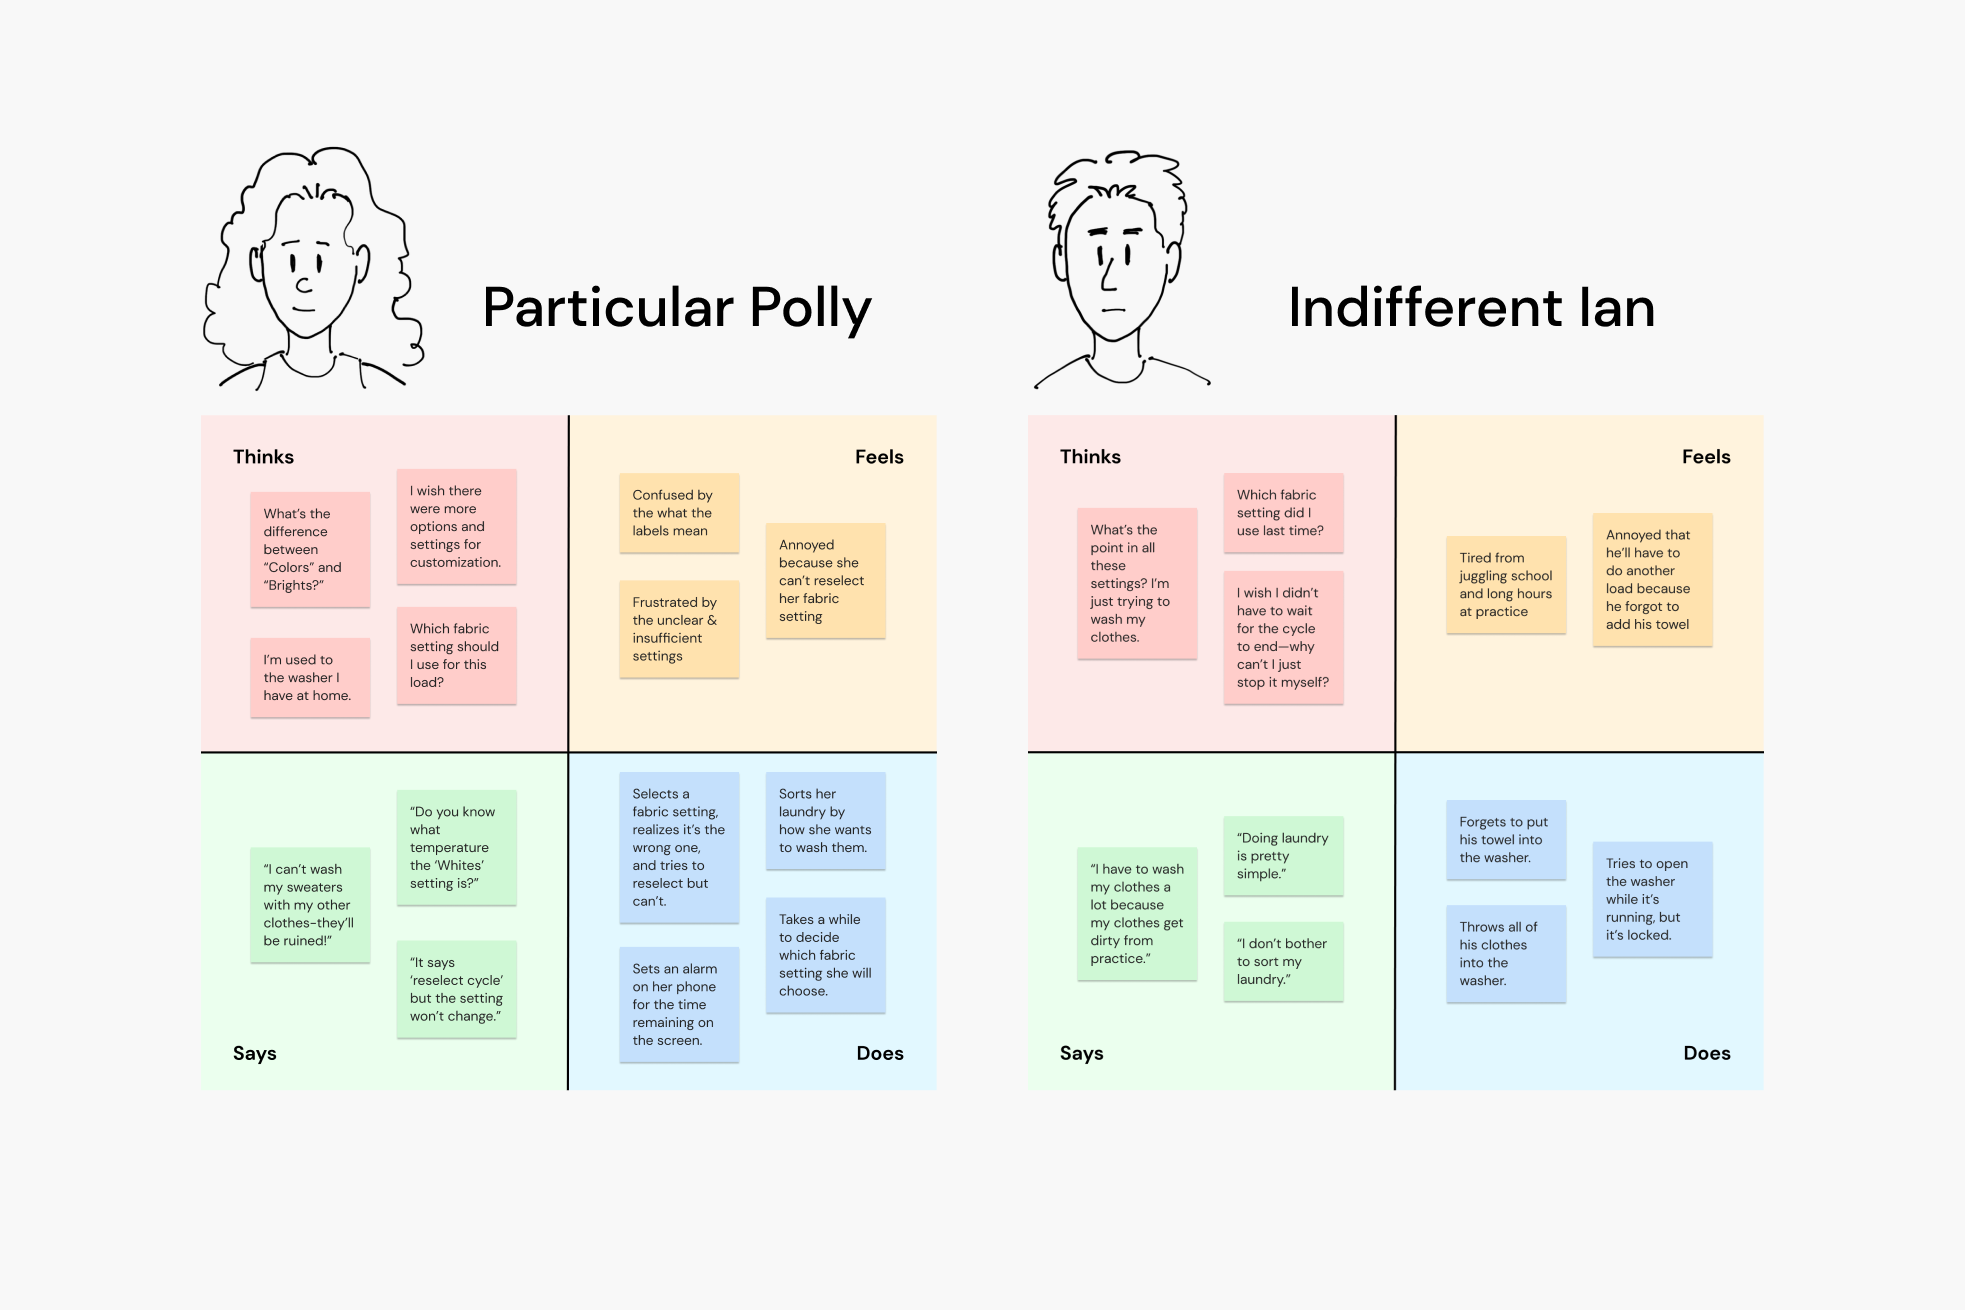 Particular Polly
Thinks
What's the
difference
between
“Colors” and
“Brights?”
I wish there
were more
options and
settings for
customization.
I'm used to
the washer I
have at home.
Which fabric
setting should
I use for this
load?
Feels
Confused by
the what the
labels mean
Annoyed
because she
can't reselect
her fabric
setting
Frustrated by
the unclear &
insufficient
settings
“I can't wash
my sweaters
with my other
clothes–they'll
be ruined!”
“Do you know
what
temperature
the ‘Whites’
setting is?”
“It says
‘reselect cycle’
but the setting
won't change.”
Says
Selects a
fabric setting,
realizes it's the
wrong one,
and tries to
reselect but
can't.
Sorts her
laundry by
how she wants
to wash them.
Sets an alarm
on her phone
for the time
remaining on
the screen.
Takes a while
to decide
which fabric
setting she will
choose.
Does
Indifferent Ian
Thinks
What's the
point in all
these
settings? I'm
just trying to
wash my
clothes.
Which fabric
setting did I
use last time?
I wish I didn't
have to wait
for the cycle
to end—why
can't I just
stop it myself?
Feels
Tired from
juggling school
and long hours
at practice
Annoyed that
he'll have to
do another
load because
he forgot to
add his towel
“I have to wash
my clothes a
lot because
my clothes get
dirty from
practice.”
“Doing laundry
is pretty
simple.”
“I don't bother
to sort my
laundry.”
Says
Forgets to put
his towel into
the washer.
Tries to open
the washer
while it's
running, but
it's locked.
Throws all of
his clothes
into the
washer.
Does